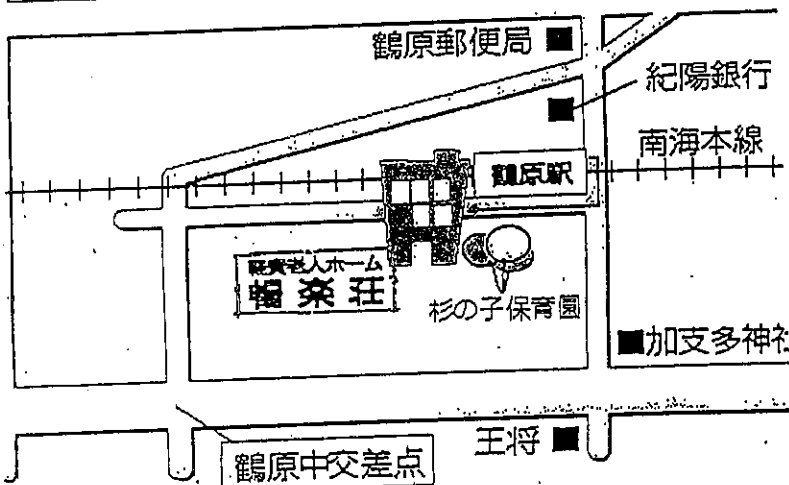 鶴原郵便局
紀陽銀行
南海本線
鶴原駅
軽費老人ホーム
楽荘
杉の子保育園
加支多神社
王将
鶴原中交差点